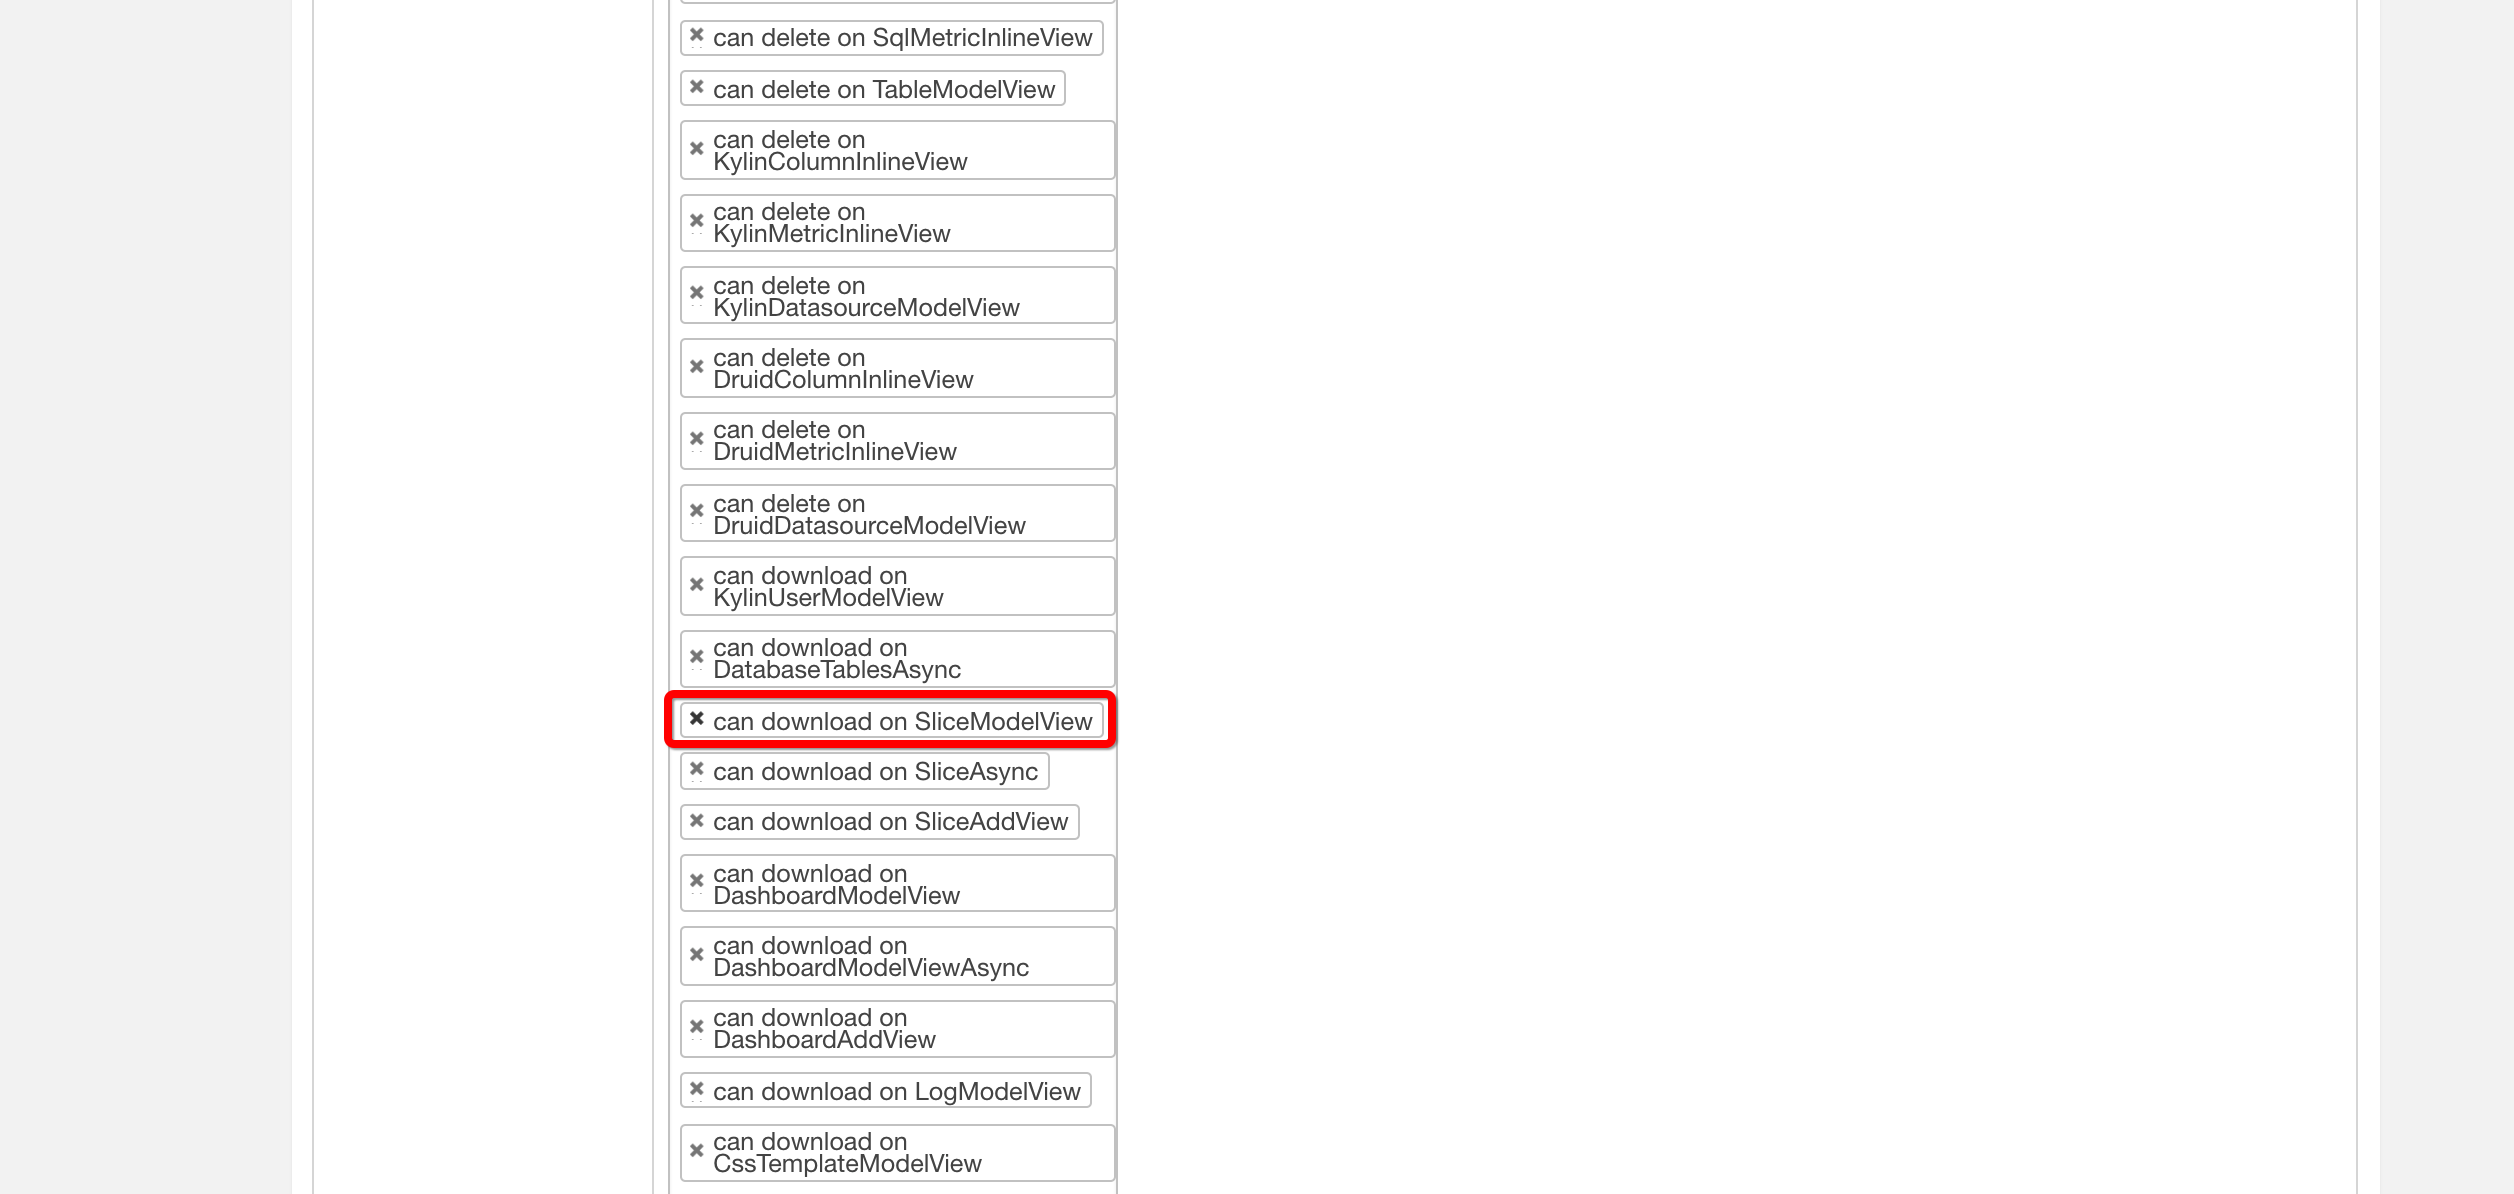 can delete on SqlMetricInlineView
can delete on TableModelView
can delete on
KylinColumnInlineView
can delete on
KylinMetricInlineView
can delete on
KylinDatasourceModelView
can delete on
DruidColumnInlineView
can delete on
DruidMetricInlineView
can delete on
DruidDatasourceModelView
can download on
KylinUserModelView
can download on
DatabaseTablesAsync
can download on SliceModelView
can download on SliceAsync
can download on SliceAddView
can download on
DashboardModelView
can download on
DashboardModelViewAsync
can download on
DashboardAddView
can download on LogModelView
can download on
CssTemplateModelView